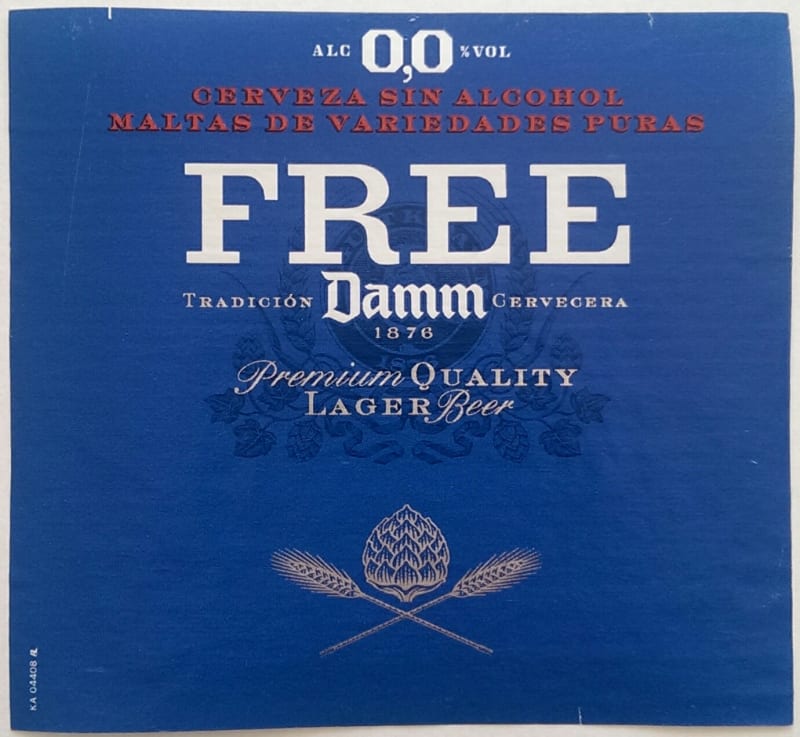 ALC 0,0 % VOL
CERVEZA SIN ALCOHOL
MALTAS DE VARIEDADES PURAS
FREE
TRADICIÓN Damm CERVECERA
1876
Premium QUALITY
LAGER Beer
KA 04408